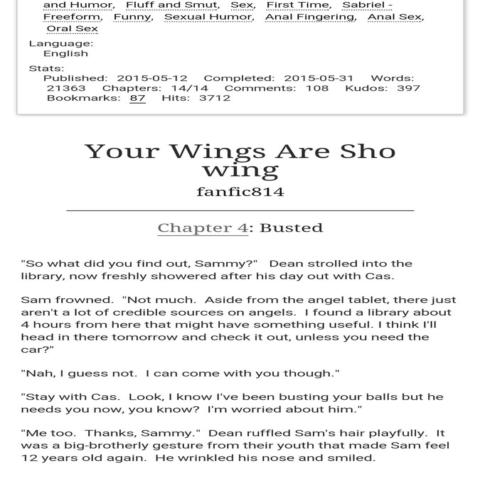 and Humor, Fluff and Smut, Sex, First Time, Sabriel -
Freeform, Funny, Sexual Humor, Anal Fingering, Anal Sex,
Oral Sex
Language:
English
Stats:
Published: 2015-05-12 Completed: 2015-05-31 Words:
21363 Chapters: 14/14 Comments: 108 Kudos: 397
Bookmarks: 87 Hits: 3712
Your Wings Are Sho
wing
fanfic814
Chapter 4: Busted
"So what did you find out, Sammy?" Dean strolled into the
library, now freshly showered after his day out with Cas.
Sam frowned. "Not much. Aside from the angel tablet, there just
aren't a lot of credible sources on angels. I found a library about
4 hours from here that might have something useful. I think I'll
head in there tomorrow and check it out, unless you need the
car?"
"Nah, I guess not. I can come with you though."
"Stay with Cas. Look, I know I've been busting your balls but he
needs you now, you know? I'm worried about him."
"Me too. Thanks, Sammy." Dean ruffled Sam's hair playfully. It
was a big-brotherly gesture from their youth that made Sam feel
12 years old again. He wrinkled his nose and smiled.